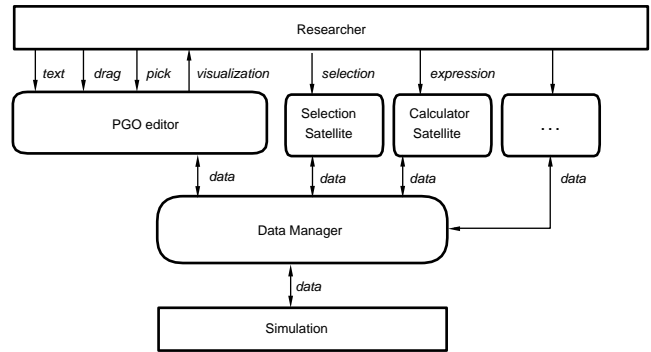 Researcher
text drag pick visualization selection expression
PGO editor
Selection
Satellite
Calculator
Satellite
...
data data data data
Data Manager
data
Simulation